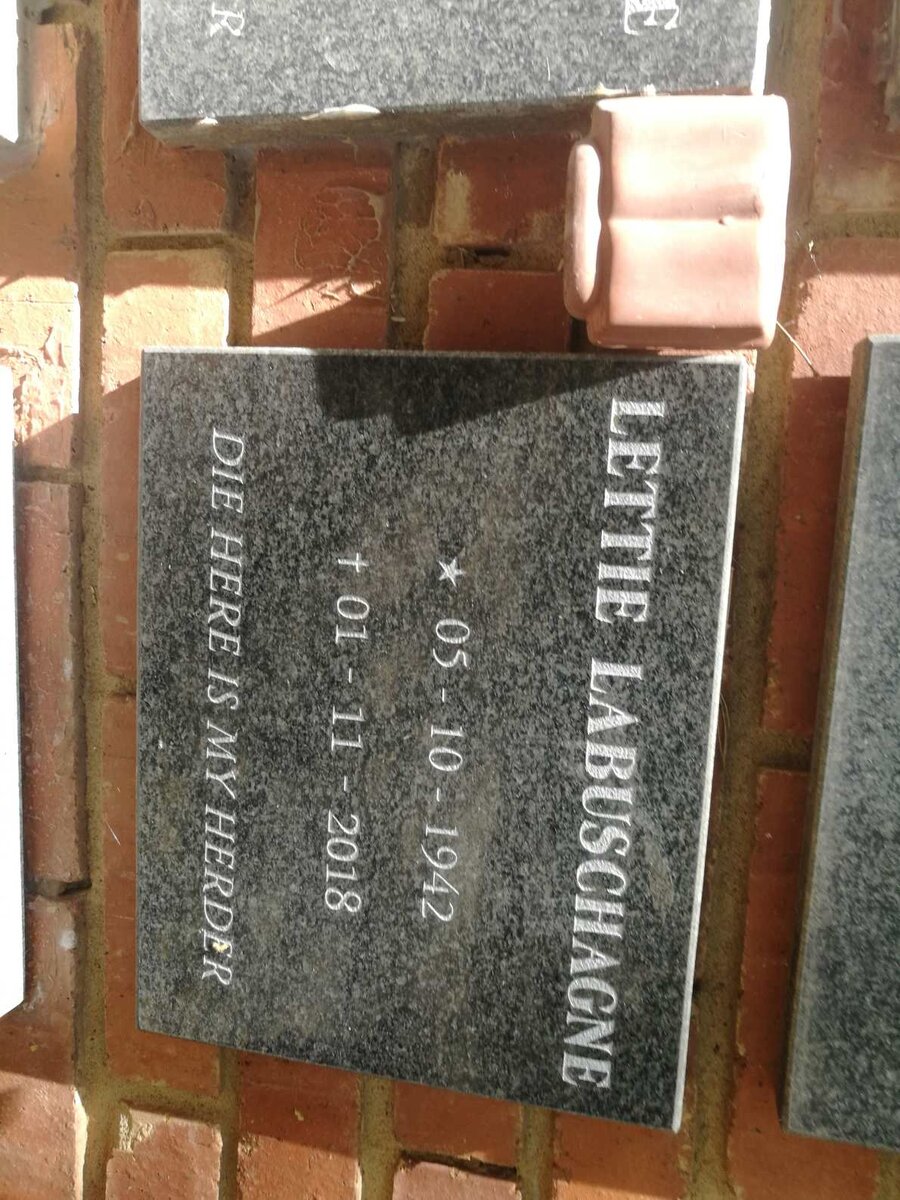 LETTIE LABUSCHAGNE
★ 05 - 10 - 1942
✝ 01 - 11 - 2018
DIE HERE IS MY HERDER